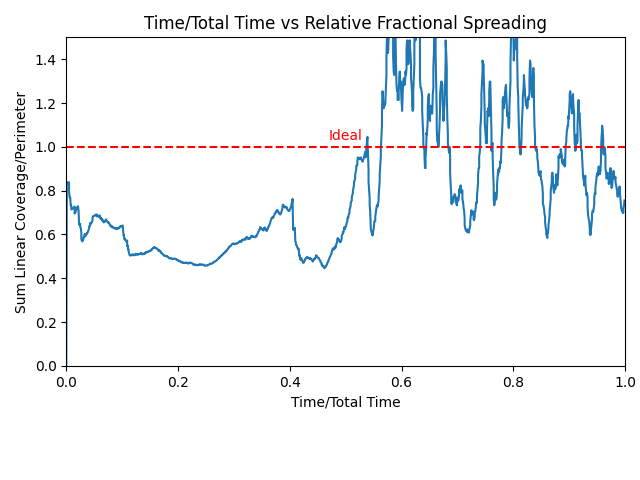 Time/Total Time vs Relative Fractional Spreading
Sum Linear Coverage/Perimeter
1.4
1.2
1.0
0.8
0.6
0.4
0.2
0.0
Ideal
0.0 0.2 0.4 0.6 0.8 1.0
Time/Total Time